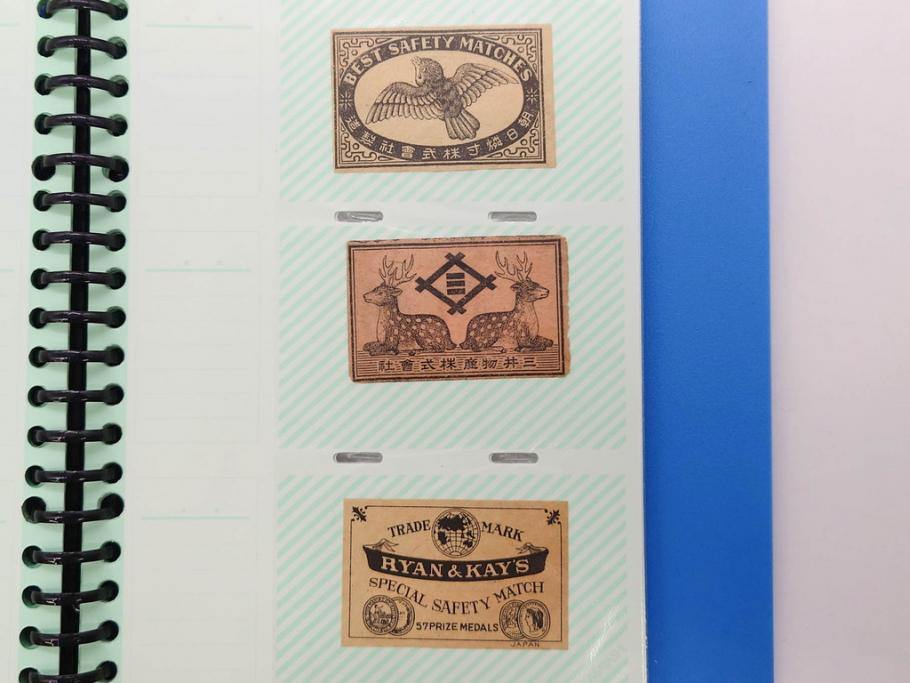 BEST SAFETY MATCHES
朝日燐寸株式會社製造
三井物産株式會社
TRADE MARK
RYAN & KAY'S
SPECIAL SAFETY MATCH
57 PRIZE MEDALS
JAPAN